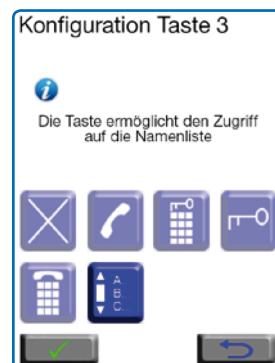 Konfiguration Taste 3
i
Die Taste ermöglicht den Zugriff
auf die Namenliste
A..
B..
C..